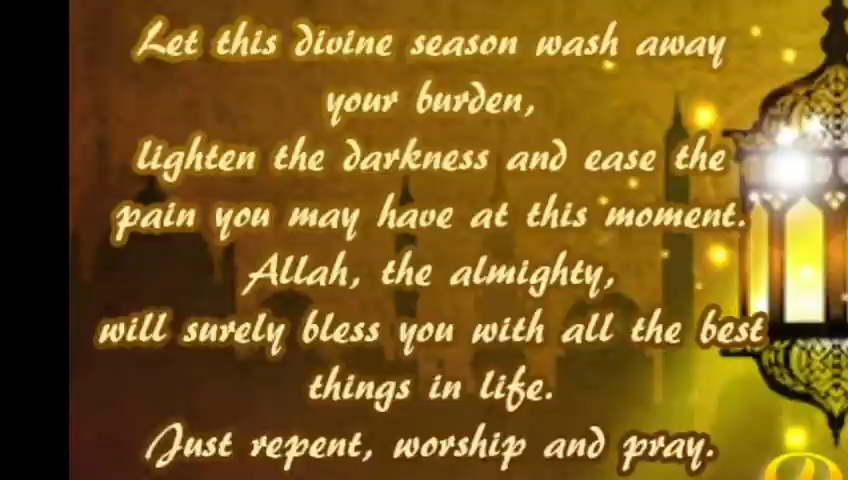 Let this divine season wash away
your burden,
lighten the darkness and ease the
pain you may have at this moment.
Allah, the almighty,
will surely bless you with all the best
things in life.
Just repent, worship and pray.